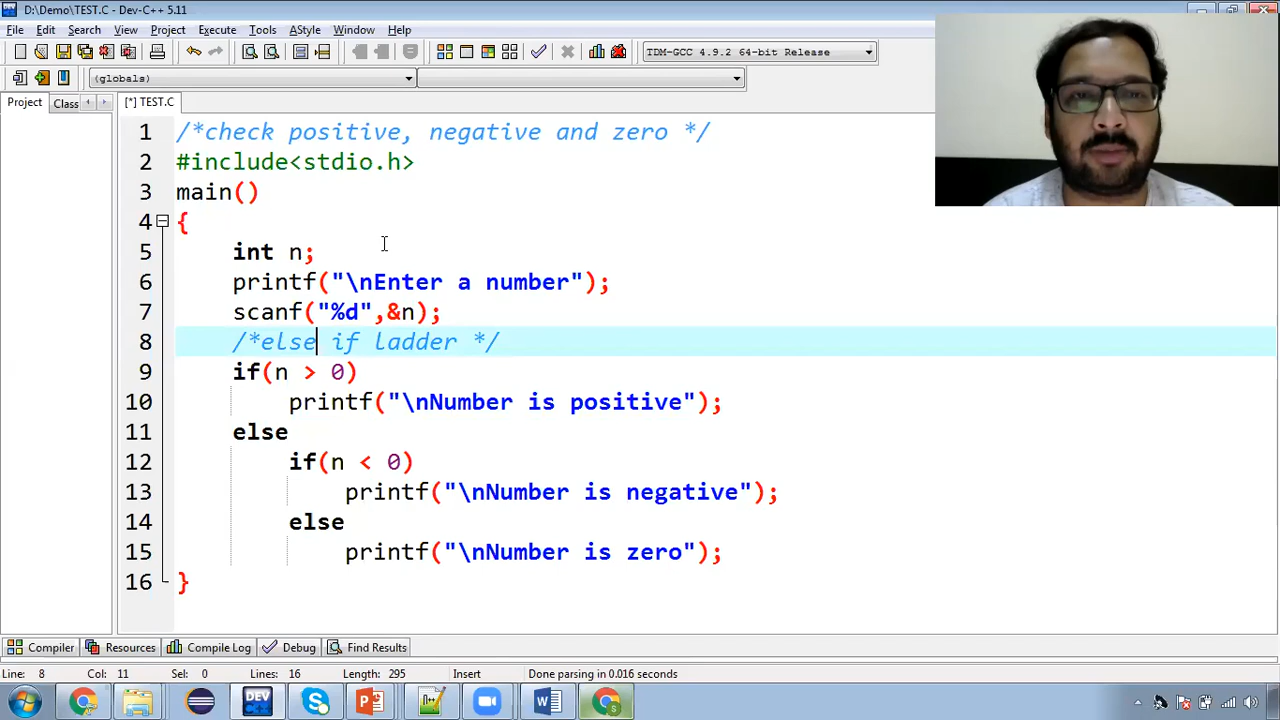 D:\Demo\TEST.C - Dev-C++ 5.11
File Edit Search View Project Execute Tools AStyle Window Help
TDM-GCC 4.9.2 64-bit Release
(globals)
Project Class [*] TEST.C
1 /*check positive, negative and zero */
2 #include<stdio.h>
3 main()
4 {
5 int n;
6 printf("\nEnter a number");
7 scanf("%d",&n);
8 /*else if ladder */
9 if(n > 0)
10 printf("\nNumber is positive");
11 else
12 if(n < 0)
13 printf("\nNumber is negative");
14 else
15 printf("\nNumber is zero");
16 }
Compiler Resources Compile Log Debug Find Results
Line: 8 Col: 11 Sel: 0 Lines: 16 Length: 295 Insert Done parsing in 0.016 seconds
DEV C++ W
1:29 PM